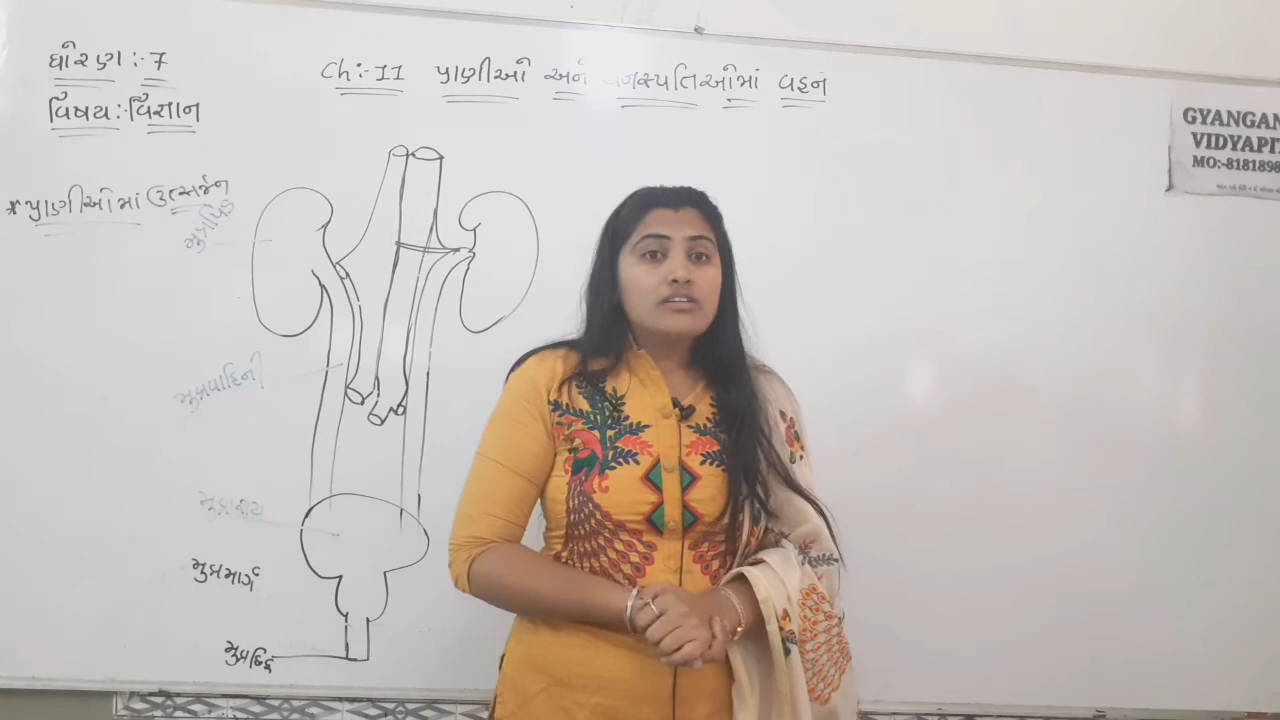 ધોરણ :- 7
Ch :- 11 પ્રાણીઓ અને વનસ્પતિઓમાં વહન
વિષય :- વિજ્ઞાન
* પ્રાણીઓમાં ઉત્સર્જન
મુત્રપિંડ
મુત્રવાહિની
મૂત્રાશય
મુત્રમાર્ગ
મુત્રછિદ્ર
GYANGAN
VIDYAPIT
MO:-8181898